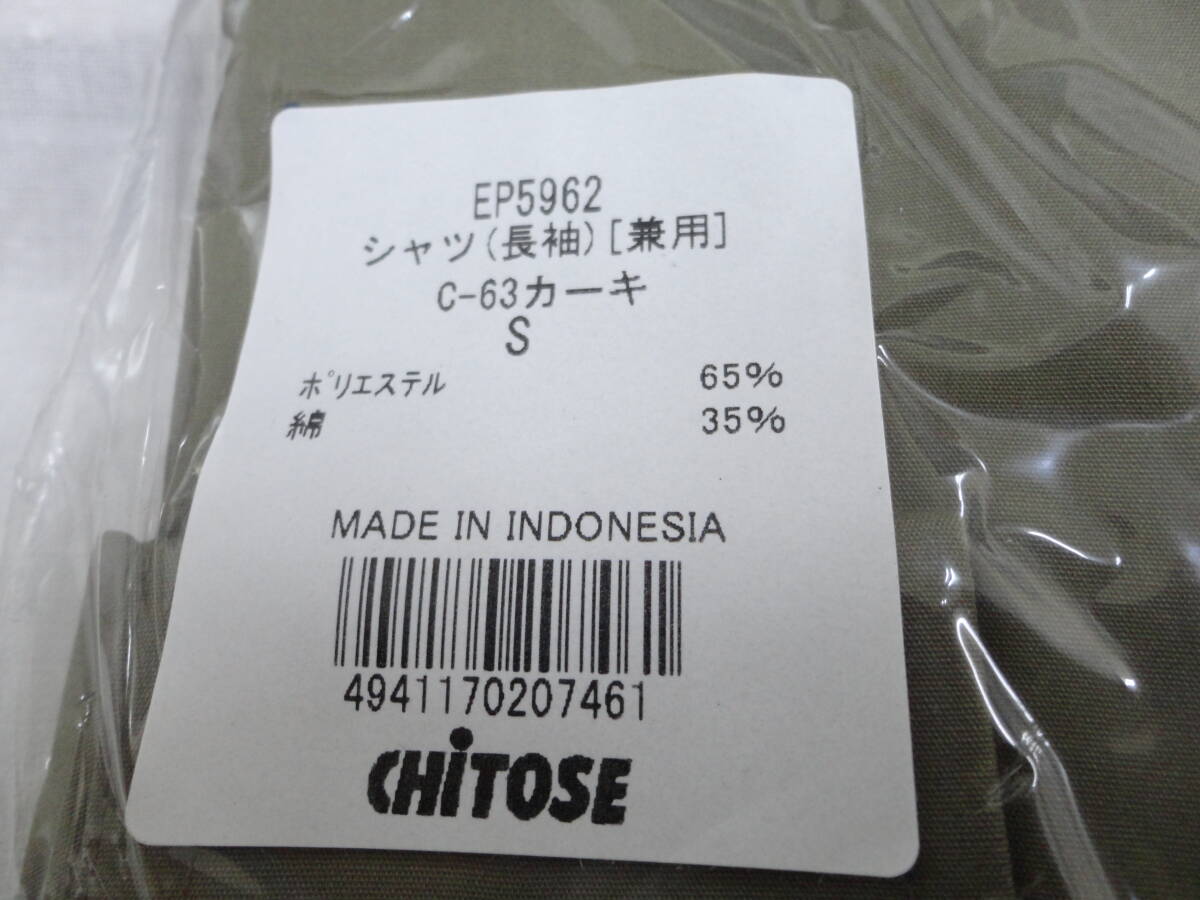 EP5962
シャツ(長袖)[兼用]
C-63カーキ
S
ポリエステル 65%
綿 35%
MADE IN INDONESIA
4941170207461
CHiTOSE